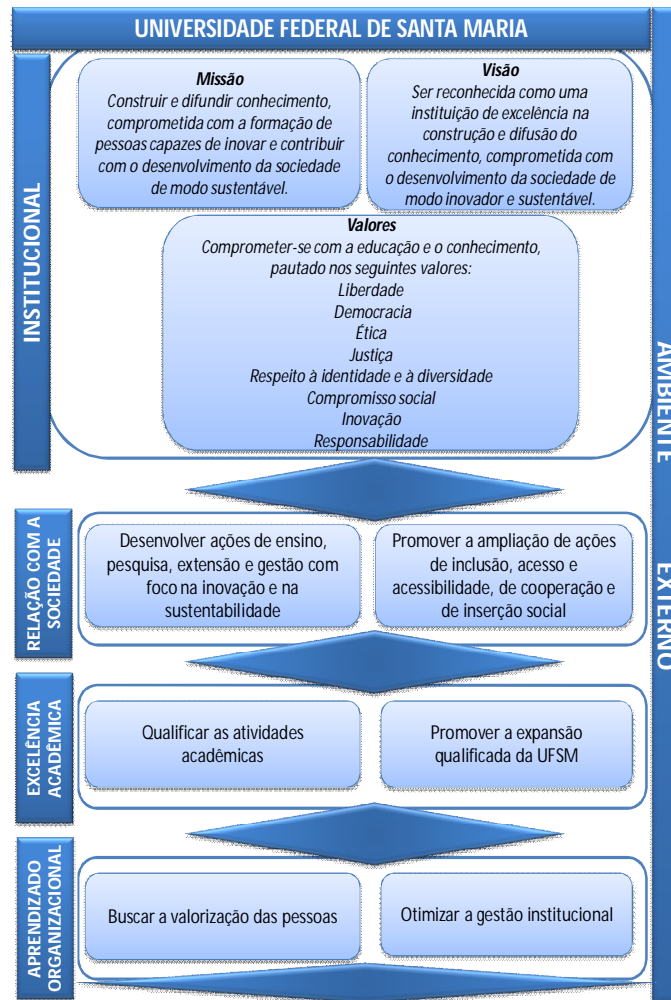 UNIVERSIDADE FEDERAL DE SANTA MARIA
INSTITUCIONAL
Missão
Construir e difundir conhecimento,
comprometida com a formação de
pessoas capazes de inovar e contribuir
com o desenvolvimento da sociedade
de modo sustentável.
Visão
Ser reconhecida como uma
instituição de excelência na
construção e difusão do
conhecimento, comprometida com
o desenvolvimento da sociedade de
modo inovador e sustentável.
Valores
Comprometer-se com a educação e o conhecimento,
pautado nos seguintes valores:
Liberdade
Democracia
Ética
Justiça
Respeito à identidade e à diversidade
Compromisso social
Inovação
Responsabilidade
AMBIENTE EXTERNO
RELAÇÃO COM A
SOCIEDADE
Desenvolver ações de ensino,
pesquisa, extensão e gestão com
foco na inovação e na
sustentabilidade
Promover a ampliação de ações
de inclusão, acesso e
acessibilidade, de cooperação e
de inserção social
EXCELÊNCIA
ACADÊMICA
Qualificar as atividades
acadêmicas
Promover a expansão
qualificada da UFSM
APRENDIZADO
ORGANIZACIONAL
Buscar a valorização das pessoas
Otimizar a gestão institucional